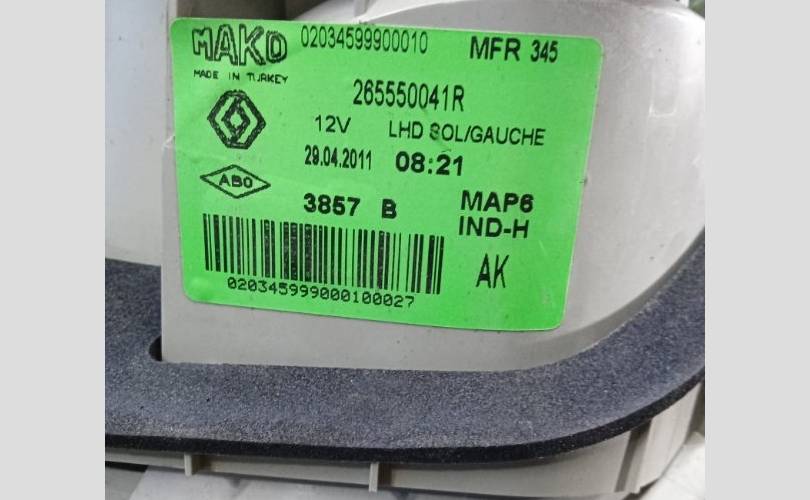 MAKO 02034599900010 MFR 345
MADE IN TURKEY
265550041R
12V LHD SOL/GAUCHE
29.04.2011 08:21
ABO
3857 B MAP6
IND-H
AK
020345999000100027